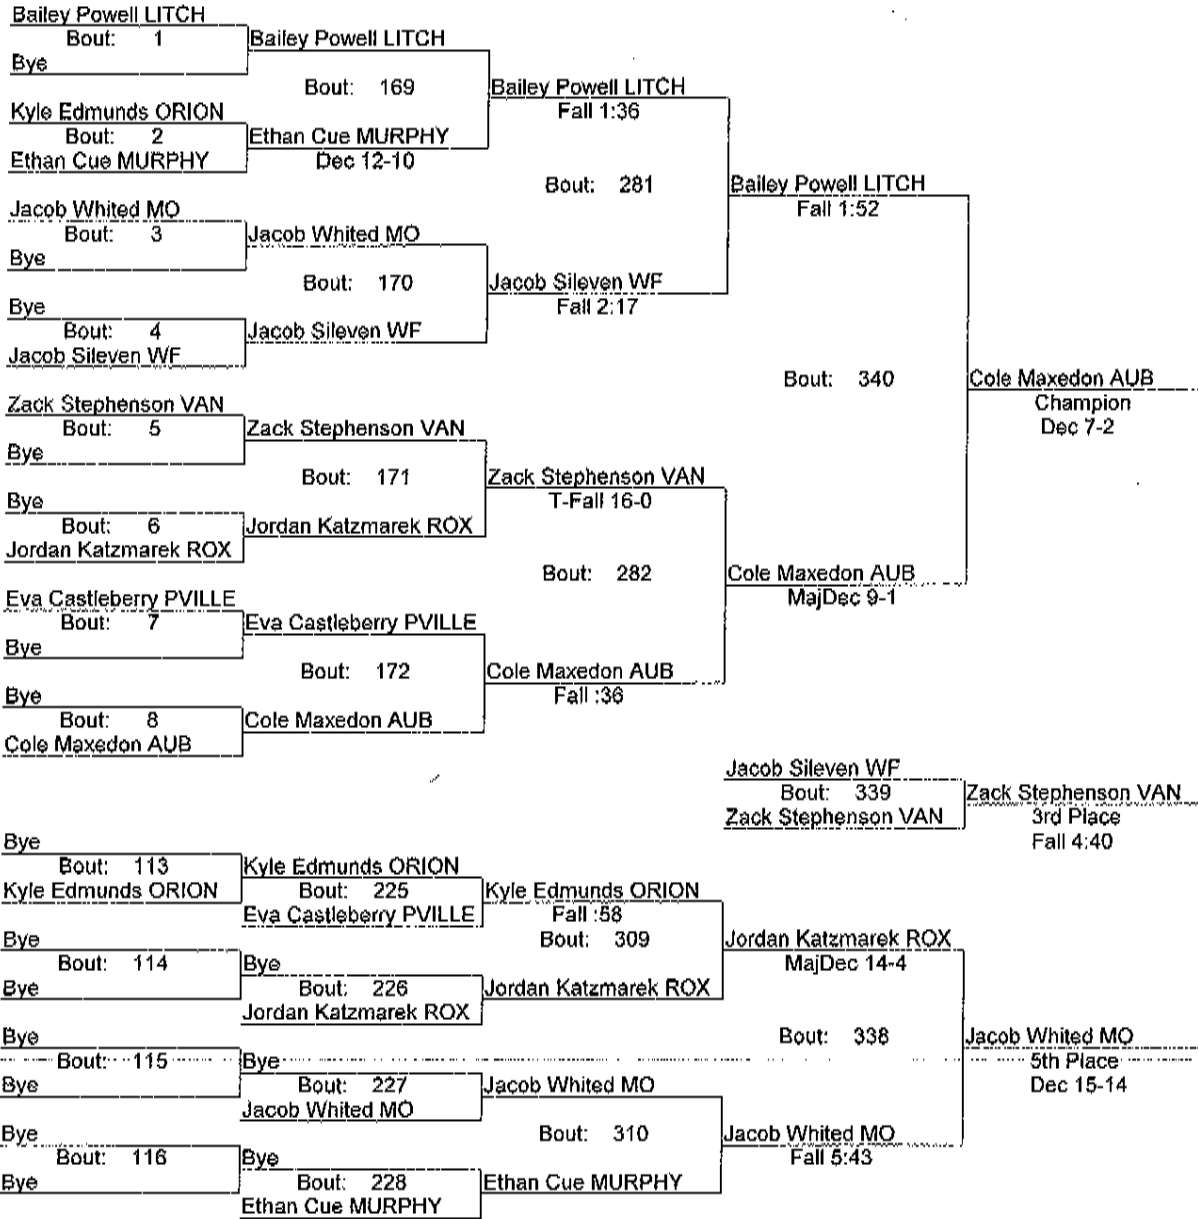 Bailey Powell LITCH
Bout: 1
Bye
Bailey Powell LITCH
Bout: 169
Kyle Edmunds ORION
Bout: 2
Ethan Cue MURPHY
Ethan Cue MURPHY
Dec 12-10
Bailey Powell LITCH
Fall 1:36
Bout: 281
Jacob Whited MO
Bout: 3
Bye
Jacob Whited MO
Bout: 170
Bye
Bout: 4
Jacob Sileven WF
Jacob Sileven WF
Jacob Sileven WF
Fall 2:17
Bailey Powell LITCH
Fall 1:52
Bout: 340
Zack Stephenson VAN
Bout: 5
Bye
Zack Stephenson VAN
Bout: 171
Bye
Bout: 6
Jordan Katzmarek ROX
Jordan Katzmarek ROX
Zack Stephenson VAN
T-Fall 16-0
Bout: 282
Eva Castleberry PVILLE
Bout: 7
Bye
Eva Castleberry PVILLE
Bout: 172
Bye
Bout: 8
Cole Maxedon AUB
Cole Maxedon AUB
Cole Maxedon AUB
Fall :36
Cole Maxedon AUB
MajDec 9-1
Cole Maxedon AUB
Champion
Dec 7-2
Jacob Sileven WF
Bout: 339
Zack Stephenson VAN
Zack Stephenson VAN
3rd Place
Fall 4:40
Bye
Bout: 113
Kyle Edmunds ORION
Kyle Edmunds ORION
Bout: 225
Eva Castleberry PVILLE
Kyle Edmunds ORION
Fall :58
Bout: 309
Bye
Bout: 114
Bye
Bye
Bout: 226
Jordan Katzmarek ROX
Jordan Katzmarek ROX
Jordan Katzmarek ROX
MajDec 14-4
Bout: 338
Bye
Bout: 115
Bye
Bye
Bout: 227
Jacob Whited MO
Jacob Whited MO
Bout: 310
Bye
Bout: 116
Bye
Bye
Bout: 228
Ethan Cue MURPHY
Ethan Cue MURPHY
Jacob Whited MO
Fall 5:43
Jacob Whited MO
5th Place
Dec 15-14